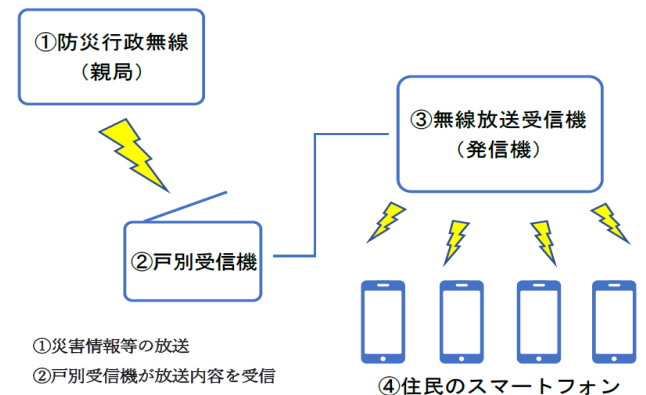 ①防災行政無線
（親局）
②戸別受信機
③無線放送受信機
（発信機）
④住民のスマートフォン
①災害情報等の放送
②戸別受信機が放送内容を受信